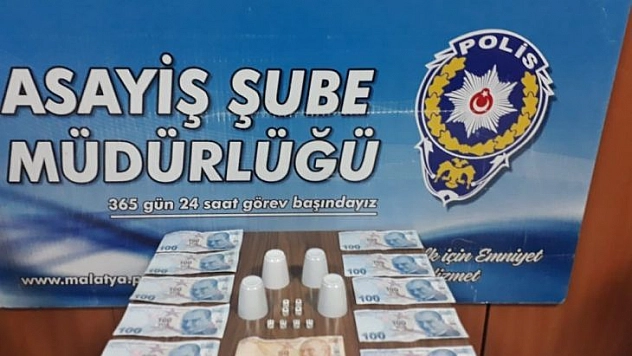 POLİS
ASAYİŞ ŞUBE
MÜDÜRLÜĞÜ
365 gün 24 saat görev başındayız
için Emniyet
www.malatya.p
100
100
100
100
100
100
100
100